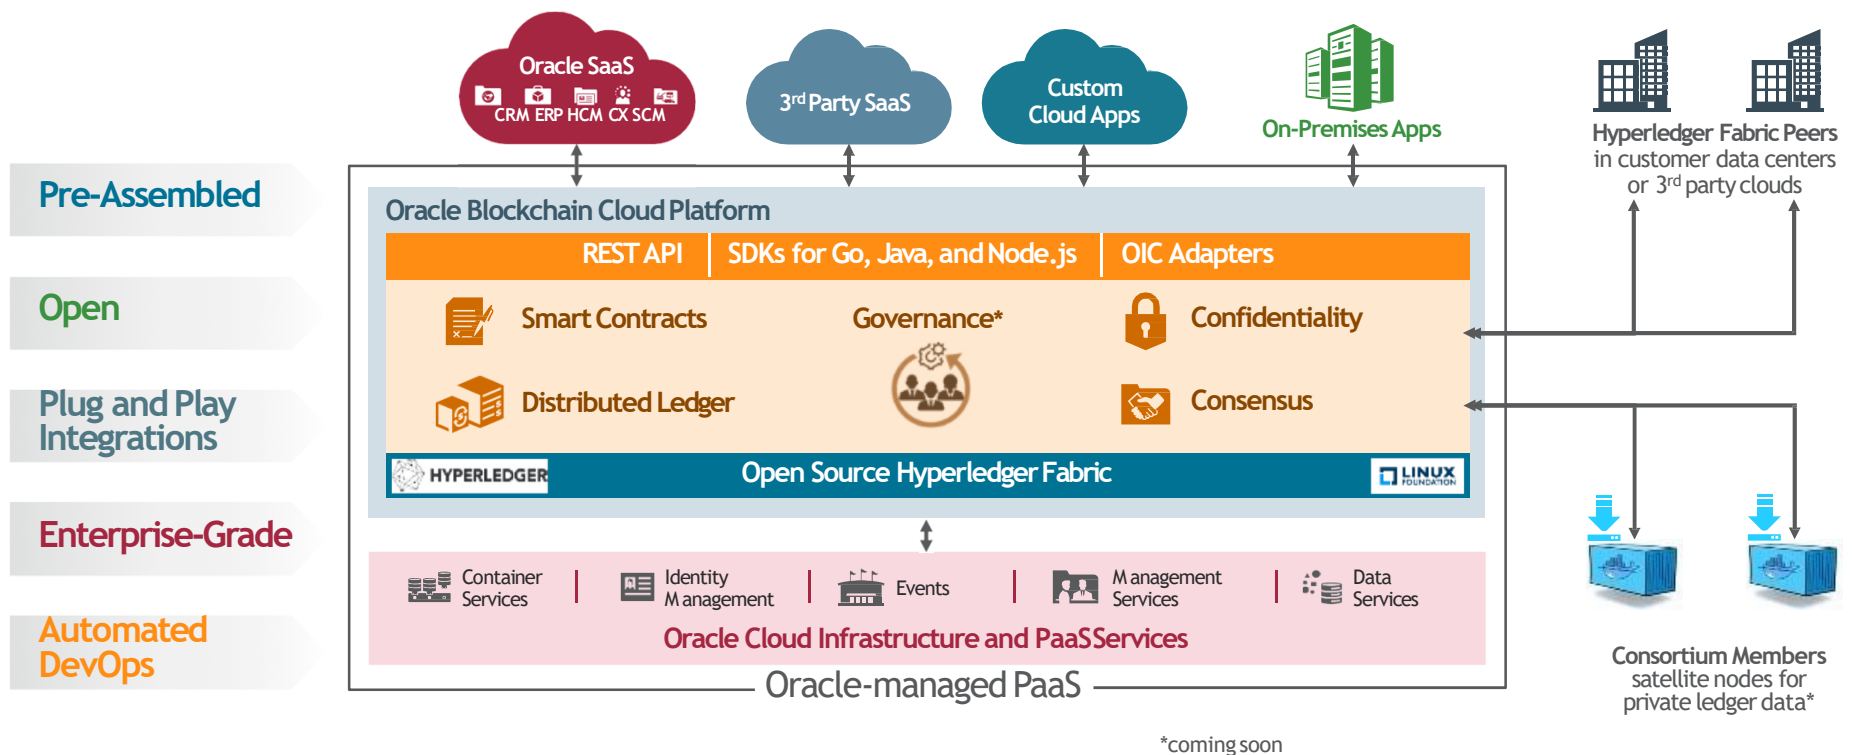 Oracle SaaS
CRM ERP HCM CX SCM
3rd Party SaaS
Custom
Cloud Apps
On-Premises Apps
Hyperledger Fabric Peers
in customer data centers
or 3rd party clouds
Pre-Assembled
Open
Plug and Play
Integrations
Enterprise-Grade
Automated
DevOps
Oracle Blockchain Cloud Platform
REST API
SDKs for Go, Java, and Node.js
OIC Adapters
Smart Contracts
Governance*
Confidentiality
Distributed Ledger
Consensus
HYPERLEDGER
Open Source Hyperledger Fabric
LINUX
FOUNDATION
Container
Services
Identity
Management
Events
Management
Services
Data
Services
Oracle Cloud Infrastructure and PaaS Services
Oracle-managed PaaS
Consortium Members
satellite nodes for
private ledger data*
*coming soon